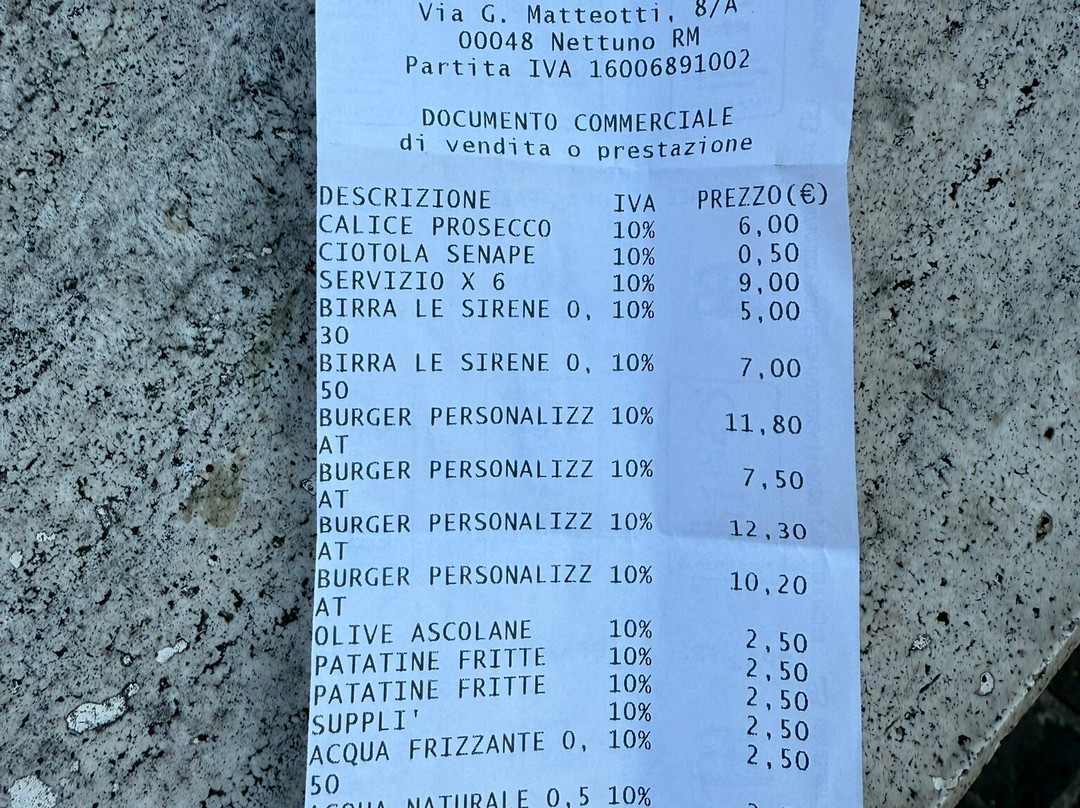 Via G. Matteotti, 8/A
00048 Nettuno RM
Partita IVA 16006891002
DOCUMENTO COMMERCIALE
di vendita o prestazione
DESCRIZIONE IVA PREZZO(€)
CALICE PROSECCO 10% 6,00
CIOTOLA SENAPE 10% 0,50
SERVIZIO X 6 10% 9,00
BIRRA LE SIRENE 0, 10% 5,00
30
BIRRA LE SIRENE 0, 10% 7,00
50
BURGER PERSONALIZZ 10% 11,80
AT
BURGER PERSONALIZZ 10% 7,50
AT
BURGER PERSONALIZZ 10% 12,30
AT
BURGER PERSONALIZZ 10% 10,20
AT
OLIVE ASCOLANE 10% 2,50
PATATINE FRITTE 10% 2,50
PATATINE FRITTE 10% 2,50
SUPPLI' 10% 2,50
ACQUA FRIZZANTE 0, 10% 2,50
50
ACQUA NATURALE 0,5 10%